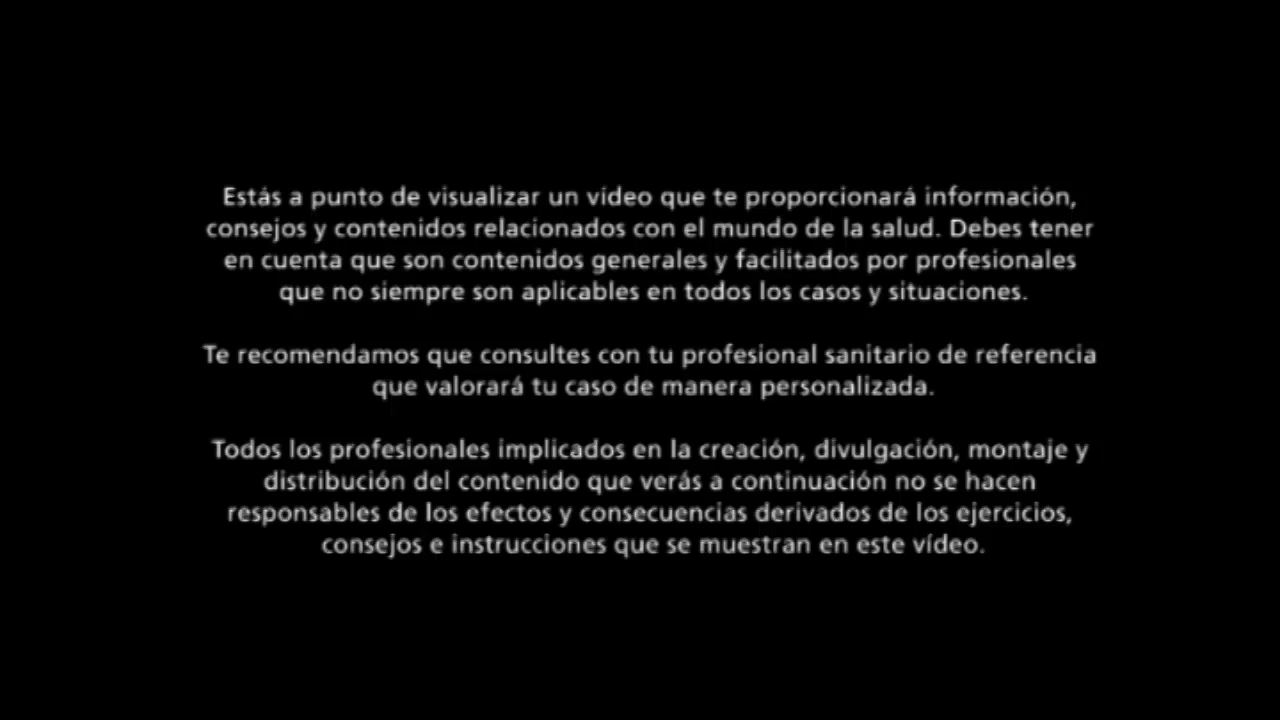 Estás a punto de visualizar un vídeo que te proporcionará información,
consejos y contenidos relacionados con el mundo de la salud. Debes tener
en cuenta que son contenidos generales y facilitados por profesionales
que no siempre son aplicables en todos los casos y situaciones.
Te recomendamos que consultes con tu profesional sanitario de referencia
que valorará tu caso de manera personalizada.
Todos los profesionales implicados en la creación, divulgación, montaje y
distribución del contenido que verás a continuación no se hacen
responsables de los efectos y consecuencias derivados de los ejercicios,
consejos e instrucciones que se muestran en este vídeo.